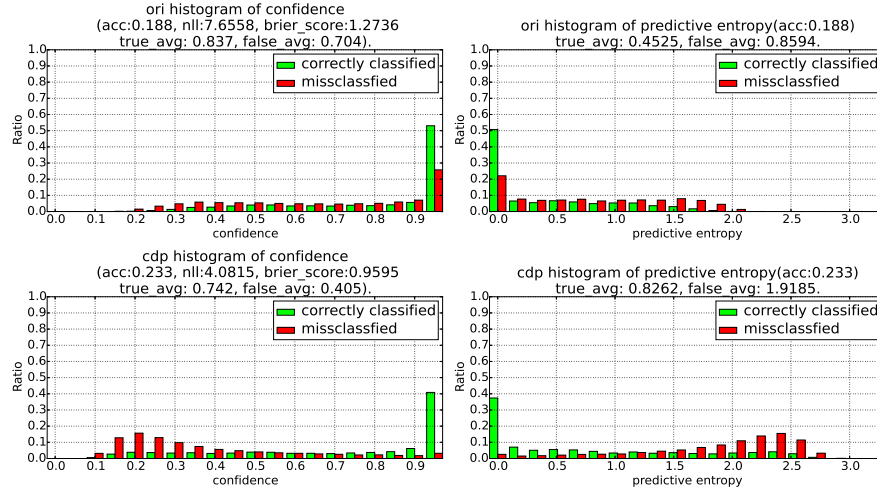 ori histogram of confidence
(acc:0.188, nll:7.6558, brier_score:1.2736
true_avg: 0.837, false_avg: 0.704).
1.0
0.9
0.8
0.7
0.6
0.5
0.4
0.3
0.2
0.1
0.0
Ratio
correctly classified
missclassfied
0.0 0.1 0.2 0.3 0.4 0.5 0.6 0.7 0.8 0.9
confidence
ori histogram of predictive entropy(acc:0.188)
true_avg: 0.4525, false_avg: 0.8594.
1.0
0.9
0.8
0.7
0.6
0.5
0.4
0.3
0.2
0.1
0.0
Ratio
correctly classified
missclassfied
0.0 0.5 1.0 1.5 2.0 2.5 3.0
predictive entropy
cdp histogram of confidence
(acc:0.233, nll:4.0815, brier_score:0.9595
true_avg: 0.742, false_avg: 0.405).
1.0
0.9
0.8
0.7
0.6
0.5
0.4
0.3
0.2
0.1
0.0
Ratio
correctly classified
missclassfied
0.0 0.1 0.2 0.3 0.4 0.5 0.6 0.7 0.8 0.9
confidence
cdp histogram of predictive entropy(acc:0.233)
true_avg: 0.8262, false_avg: 1.9185.
1.0
0.9
0.8
0.7
0.6
0.5
0.4
0.3
0.2
0.1
0.0
Ratio
correctly classified
missclassfied
0.0 0.5 1.0 1.5 2.0 2.5 3.0
predictive entropy